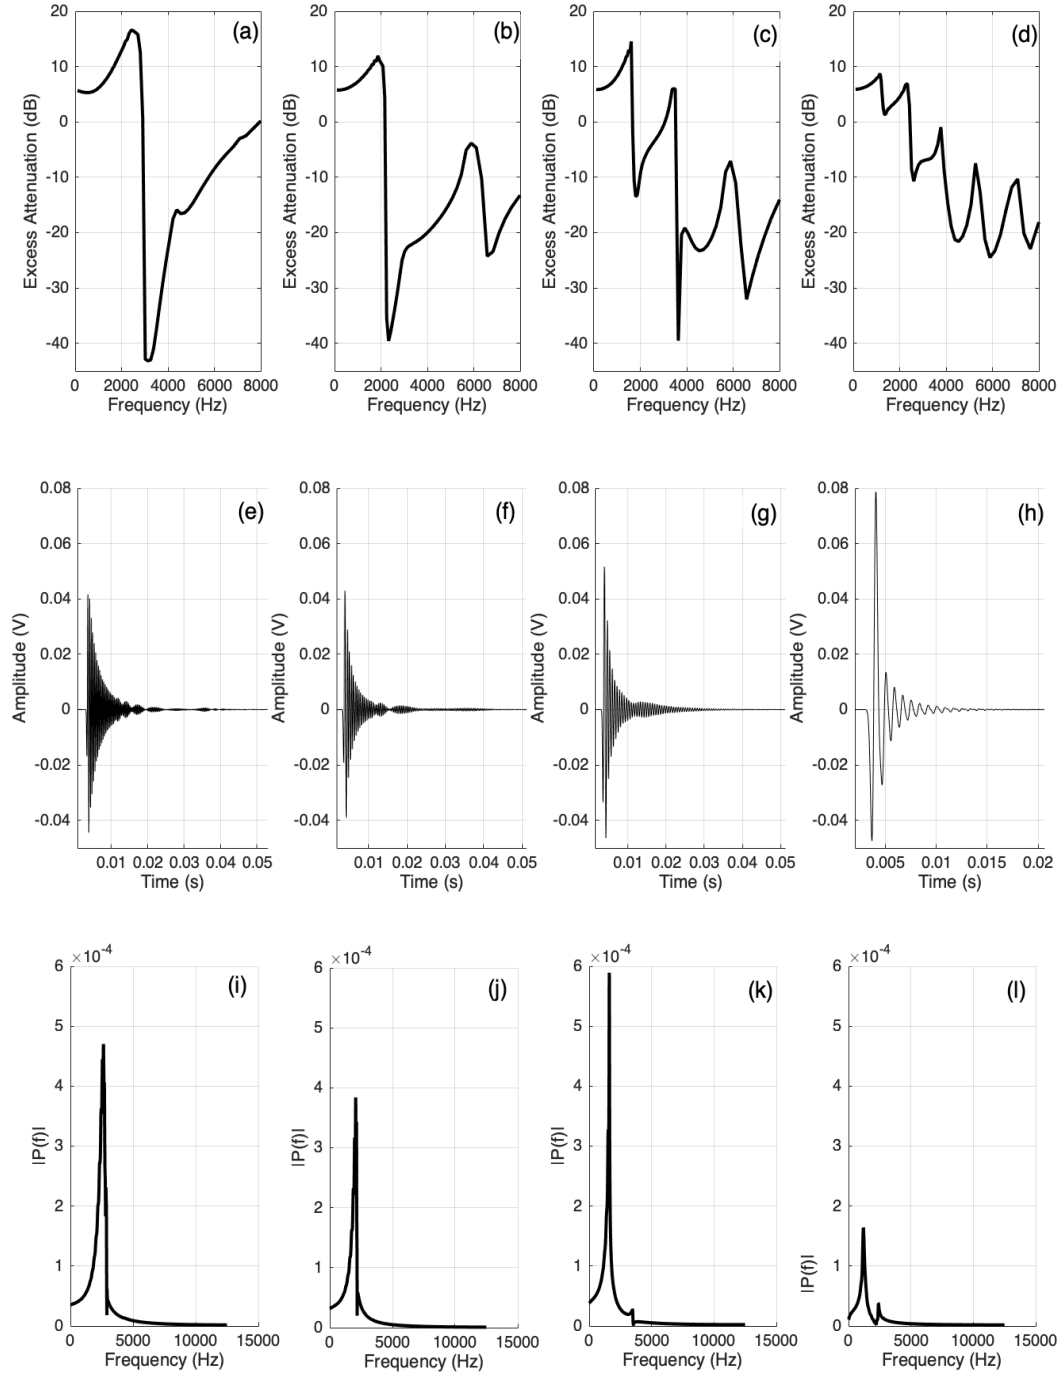 (a) (b) (c) (d)
20 20 20 20
10 10 10 10
0 0 0 0
-10 -10 -10 -10
-20 -20 -20 -20
-30 -30 -30 -30
-40 -40 -40 -40
Excess Attenuation (dB) Excess Attenuation (dB) Excess Attenuation (dB) Excess Attenuation (dB)
0 2000 4000 6000 8000 0 2000 4000 6000 8000 0 2000 4000 6000 8000 0 2000 4000 6000 8000
Frequency (Hz) Frequency (Hz) Frequency (Hz) Frequency (Hz)
(e) (f) (g) (h)
0.08 0.08 0.08 0.08
0.06 0.06 0.06 0.06
0.04 0.04 0.04 0.04
0.02 0.02 0.02 0.02
0 0 0 0
-0.02 -0.02 -0.02 -0.02
-0.04 -0.04 -0.04 -0.04
Amplitude (V) Amplitude (V) Amplitude (V) Amplitude (V)
0.01 0.02 0.03 0.04 0.05 0.01 0.02 0.03 0.04 0.05 0.01 0.02 0.03 0.04 0.05 0.005 0.01 0.015 0.02
Time (s) Time (s) Time (s) Time (s)
×10-4 ×10-4 ×10-4 ×10-4
(i) (j) (k) (l)
6 6 6 6
5 5 5 5
4 4 4 4
3 3 3 3
2 2 2 2
1 1 1 1
0 0 0 0
|P(f)| |P(f)| |P(f)| |P(f)|
0 5000 10000 15000 0 5000 10000 15000 0 5000 10000 15000 0 5000 10000 15000
Frequency (Hz) Frequency (Hz) Frequency (Hz) Frequency (Hz)